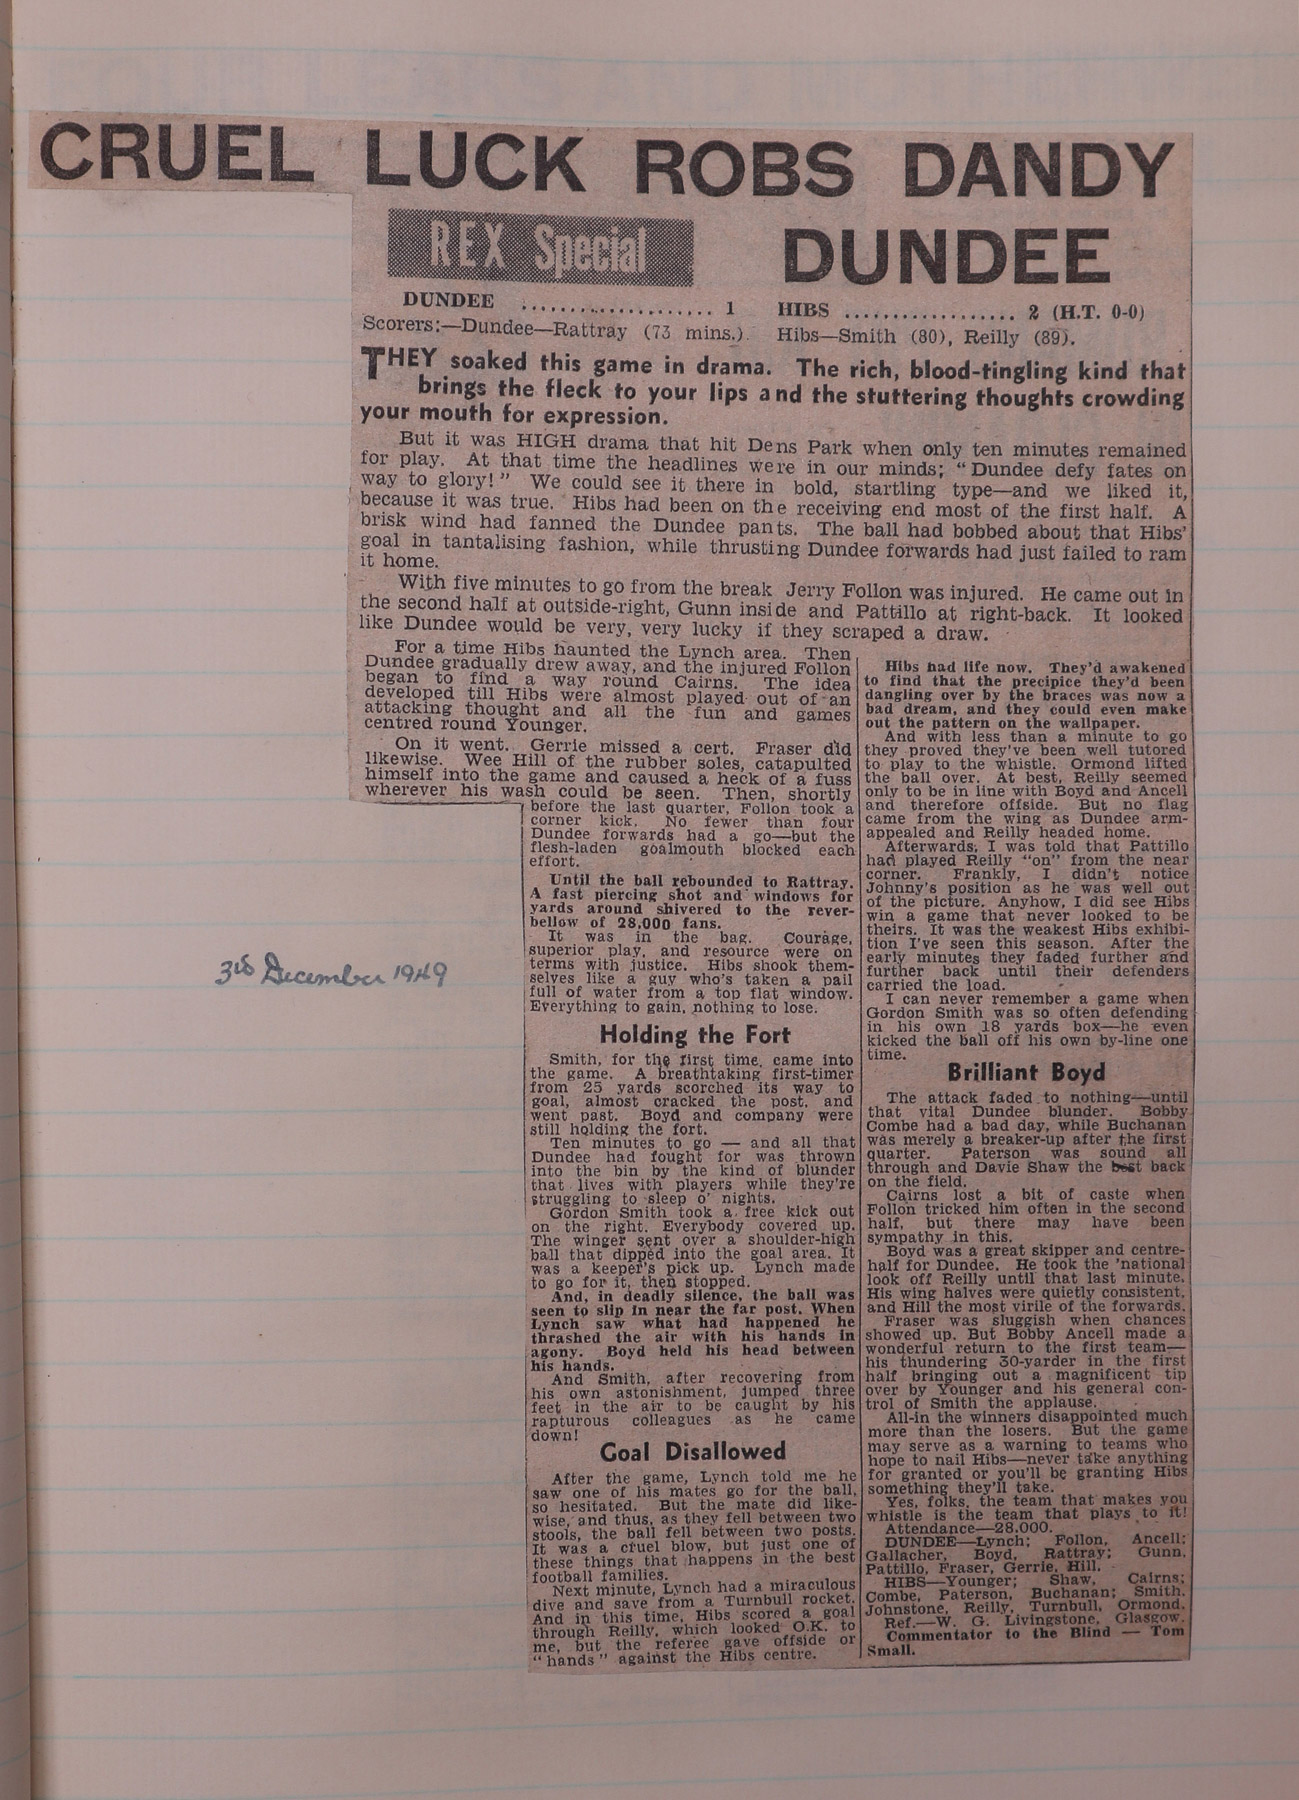 CRUEL LUCK ROBS DANDY
REX Special
DUNDEE
DUNDEE .................... 1 HIBS .................. 2 (H.T. 0-0)
Scorers:—Dundee—Rattray (73 mins.). Hibs—Smith (80), Reilly (89).
THEY soaked this game in drama. The rich, blood-tingling kind that
brings the fleck to your lips and the stuttering thoughts crowding
your mouth for expression.
But it was HIGH drama that hit Dens Park when only ten minutes remained
for play. At that time the headlines were in our minds; "Dundee defy fates on
way to glory!" We could see it there in bold, startling type—and we liked it,
because it was true. Hibs had been on the receiving end most of the first half. A
brisk wind had fanned the Dundee pants. The ball had bobbed about that Hibs'
goal in tantalising fashion, while thrusting Dundee forwards had just failed to ram
it home.
With five minutes to go from the break Jerry Follon was injured. He came out in
the second half at outside-right, Gunn inside and Pattillo at right-back. It looked
like Dundee would be very, very lucky if they scraped a draw.
For a time Hibs haunted the Lynch area. Then
Dundee gradually drew away, and the injured Follon
began to find a way round Cairns. The idea
developed till Hibs were almost played out of an
attacking thought and all the fun and games
centred round Younger.
On it went. Gerrie missed a cert. Fraser did
likewise. Wee Hill of the rubber soles, catapulted
himself into the game and caused a heck of a fuss
wherever his wash could be seen. Then, shortly
before the last quarter, Follon took a
corner kick. No fewer than four
Dundee forwards had a go—but the
flesh-laden goalmouth blocked each
effort.
Until the ball rebounded to Rattray.
A fast piercing shot and windows for
yards around shivered to the rever-
bellow of 28,000 fans.
It was in the bag. Courage,
superior play, and resource were on
terms with justice. Hibs shook them-
selves like a guy who's taken a pail
full of water from a top flat window.
Everything to gain, nothing to lose.
Holding the Fort
Smith, for the first time, came into
the game. A breathtaking first-timer
from 25 yards scorched its way to
goal, almost cracked the post, and
went past. Boyd and company were
still holding the fort.
Ten minutes to go — and all that
Dundee had fought for was thrown
into the bin by the kind of blunder
that lives with players while they're
struggling to sleep o' nights.
Gordon Smith took a free kick out
on the right. Everybody covered up.
The winger sent over a shoulder-high
ball that dipped into the goal area. It
was a keeper's pick up. Lynch made
to go for it, then stopped.
And, in deadly silence, the ball was
seen to slip in near the far post. When
Lynch saw what had happened he
thrashed the air with his hands in
agony. Boyd held his head between
his hands.
And Smith, after recovering from
his own astonishment, jumped three
feet in the air to be caught by his
rapturous colleagues as he came
down!
Goal Disallowed
After the game, Lynch told me he
saw one of his mates go for the ball,
so hesitated. But the mate did like-
wise, and thus, as they fell between two
stools, the ball fell between two posts.
It was a cruel blow, but just one of
these things that happens in the best
football families.
Next minute, Lynch had a miraculous
dive and save from a Turnbull rocket.
And in this time, Hibs scored a goal
through Reilly, which looked O.K. to
me, but the referee gave offside or
"hands" against the Hibs centre.
Hibs had life now. They'd awakened
to find that the precipice they'd been
dangling over by the braces was now a
bad dream, and they could even make
out the pattern on the wallpaper.
And with less than a minute to go
they proved they've been well tutored
to play to the whistle. Ormond lifted
the ball over. At best, Reilly seemed
only to be in line with Boyd and Ancell
and therefore offside. But no flag
came from the wing as Dundee arm-
appealed and Reilly headed home.
Afterwards, I was told that Pattillo
had played Reilly "on" from the near
corner. Frankly, I didn't notice
Johnny's position as he was well out
of the picture. Anyhow, I did see Hibs
win a game that never looked to be
theirs. It was the weakest Hibs exhibi-
tion I've seen this season. After the
early minutes they faded further and
further back until their defenders
carried the load.
I can never remember a game when
Gordon Smith was so often defending
in his own 18 yards box—he even
kicked the ball off his own by-line one
time.
Brilliant Boyd
The attack faded to nothing—until
that vital Dundee blunder. Bobby
Combe had a bad day, while Buchanan
was merely a breaker-up after the first
quarter. Paterson was sound all
through and Davie Shaw the best back
on the field.
Cairns lost a bit of caste when
Follon tricked him often in the second
half, but there may have been
sympathy in this.
Boyd was a great skipper and centre-
half for Dundee. He took the 'national
look off Reilly until that last minute.
His wing halves were quietly consistent,
and Hill the most virile of the forwards.
Fraser was sluggish when chances
showed up. But Bobby Ancell made a
wonderful return to the first team—
his thundering 30-yarder in the first
half bringing out a magnificent tip
over by Younger and his general con-
trol of Smith the applause.
All-in the winners disappointed much
more than the losers. But the game
may serve as a warning to teams who
hope to nail Hibs—never take anything
for granted or you'll be granting Hibs
something they'll take.
Yes, folks, the team that makes you
whistle is the team that plays to it!
Attendance—28,000.
DUNDEE—Lynch; Follon, Ancell;
Gallacher, Boyd, Rattray; Gunn,
Pattillo, Fraser, Gerrie, Hill.
HIBS—Younger; Shaw, Cairns;
Combe, Paterson, Buchanan; Smith,
Johnstone, Reilly, Turnbull, Ormond.
Ref.—W. G. Livingstone, Glasgow.
Commentator to the Blind — Tom
Small.
3rd December 1949